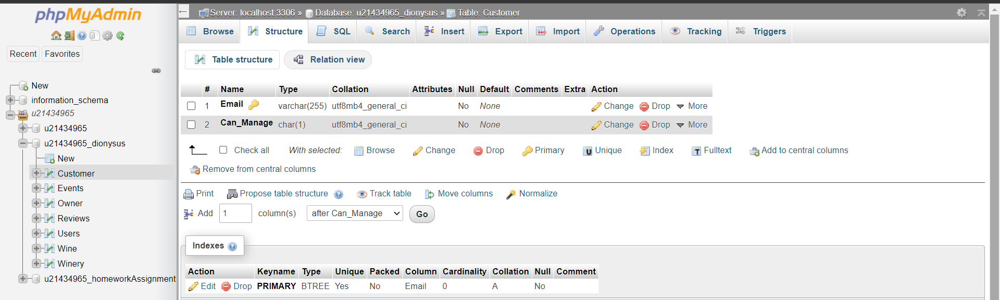 phpMyAdmin
Recent Favorites
New
information_schema
u21434965
u21434965
u21434965_dionysus
New
Customer
Events
Owner
Reviews
Users
Wine
Winery
u21434965_homeworkAssignment
← Server: localhost:3306 » Database: u21434965_dionysus » Table: Customer
Browse Structure SQL Search Insert Export Import Operations Tracking Triggers
Table structure Relation view
# Name Type Collation Attributes Null Default Comments Extra Action
1 Email varchar(255) utf8mb4_general_ci No None Change Drop More
2 Can_Manage char(1) utf8mb4_general_ci No None Change Drop More
Check all With selected: Browse Change Drop Primary Unique Index Fulltext Add to central columns
Remove from central columns
Print Propose table structure Track table Move columns Normalize
Add 1 column(s) after Can_Manage Go
Indexes
Action Keyname Type Unique Packed Column Cardinality Collation Null Comment
Edit Drop PRIMARY BTREE Yes No Email 0 A No